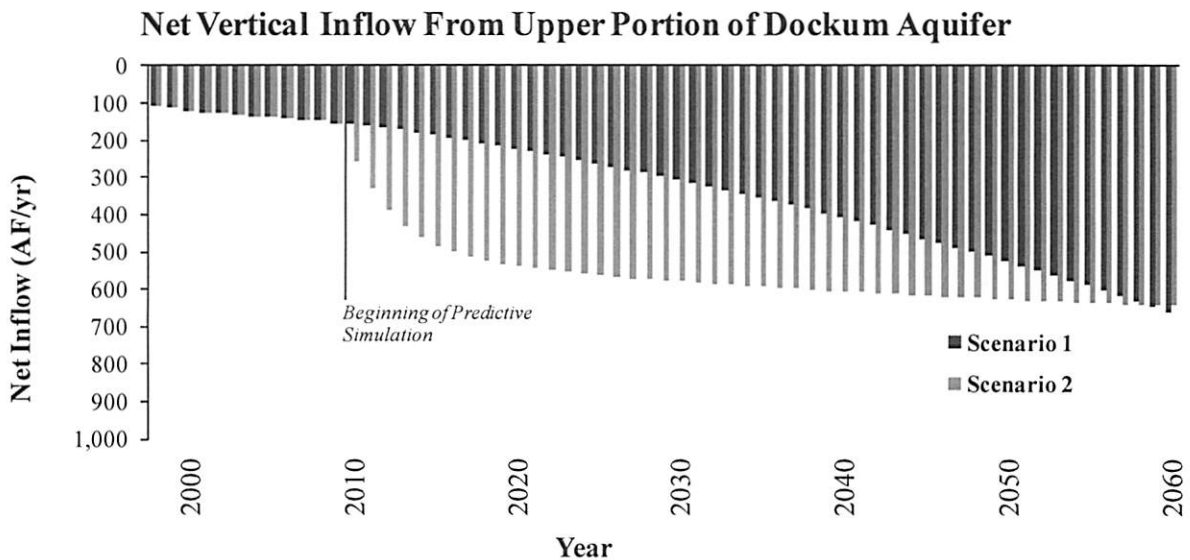 Net Vertical Inflow From Upper Portion of Dockum Aquifer
Net Inflow (AF/yr)
0
100
200
300
400
500
600
700
800
900
1,000
Beginning of Predictive
Simulation
Scenario 1
Scenario 2
2000
2010
2020
2030
2040
2050
2060
Year